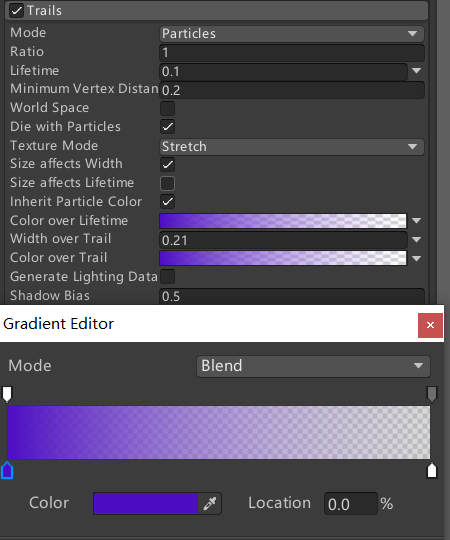 Trails
Mode Particles
Ratio 1
Lifetime 0.1
Minimum Vertex Distan 0.2
World Space
Die with Particles
Texture Mode Stretch
Size affects Width
Size affects Lifetime
Inherit Particle Color
Color over Lifetime
Width over Trail 0.21
Color over Trail
Generate Lighting Data
Shadow Bias 0.5
Gradient Editor
Mode Blend
Color Location 0.0 %